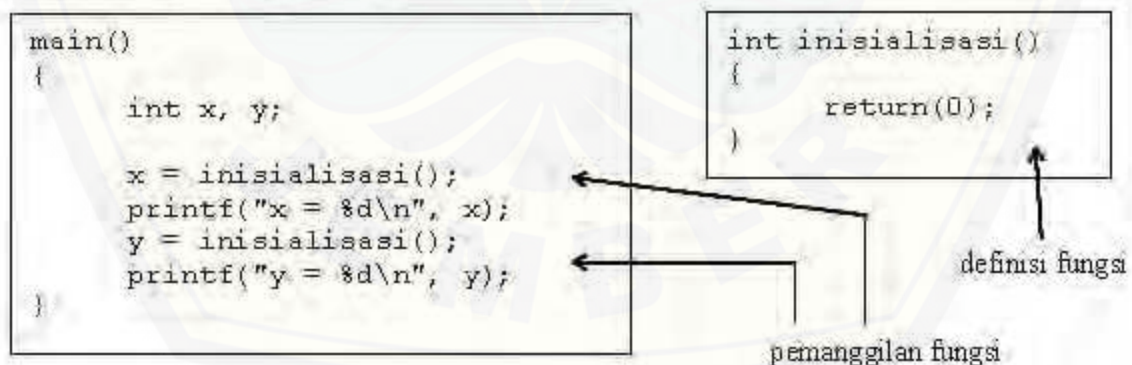 main()
{
int x, y;
x = inisialisasi();
printf("x = %d\n", x);
y = inisialisasi();
printf("y = %d\n", y);
}
int inisialisasi()
{
return(0);
}
definisi fungsi
pemanggilan fungsi